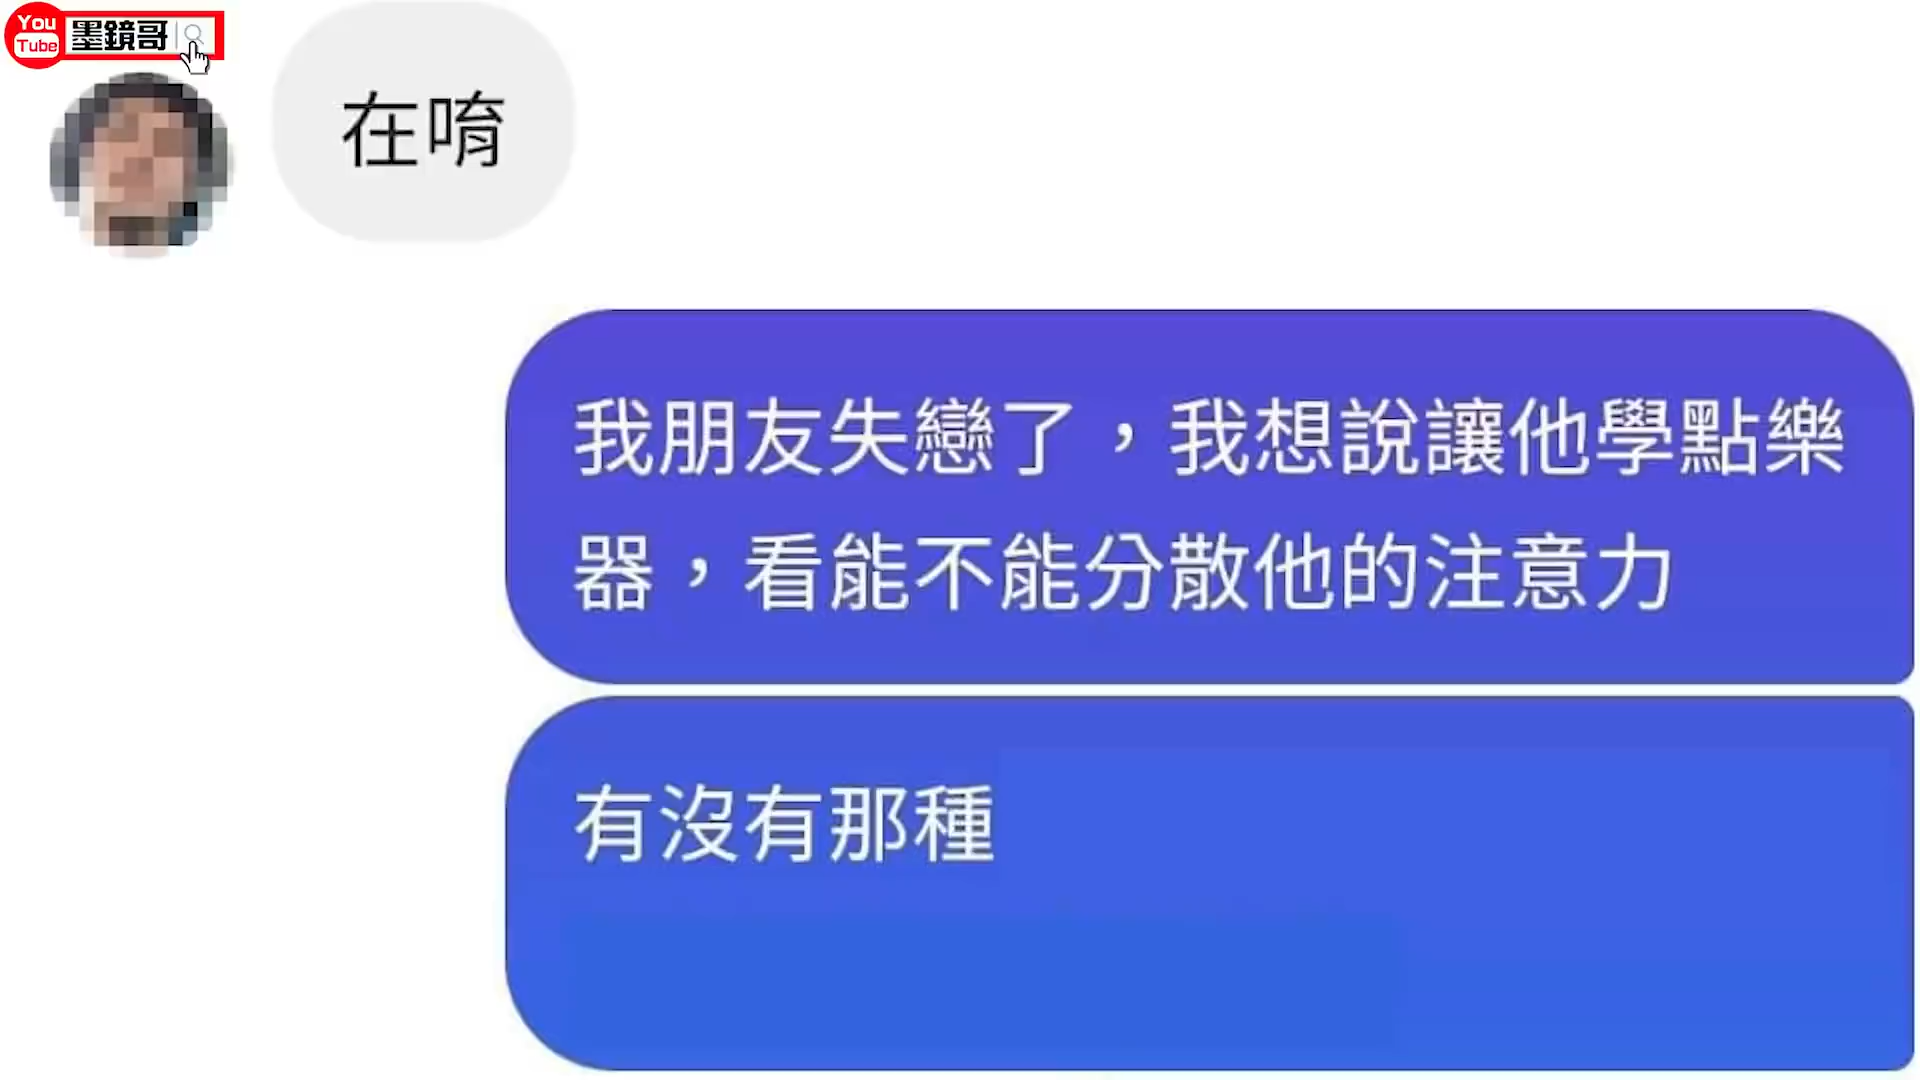 You
Tube
墨鏡哥
在唷
我朋友失戀了，我想說讓他學點樂
器，看能不能分散他的注意力
有沒有那種